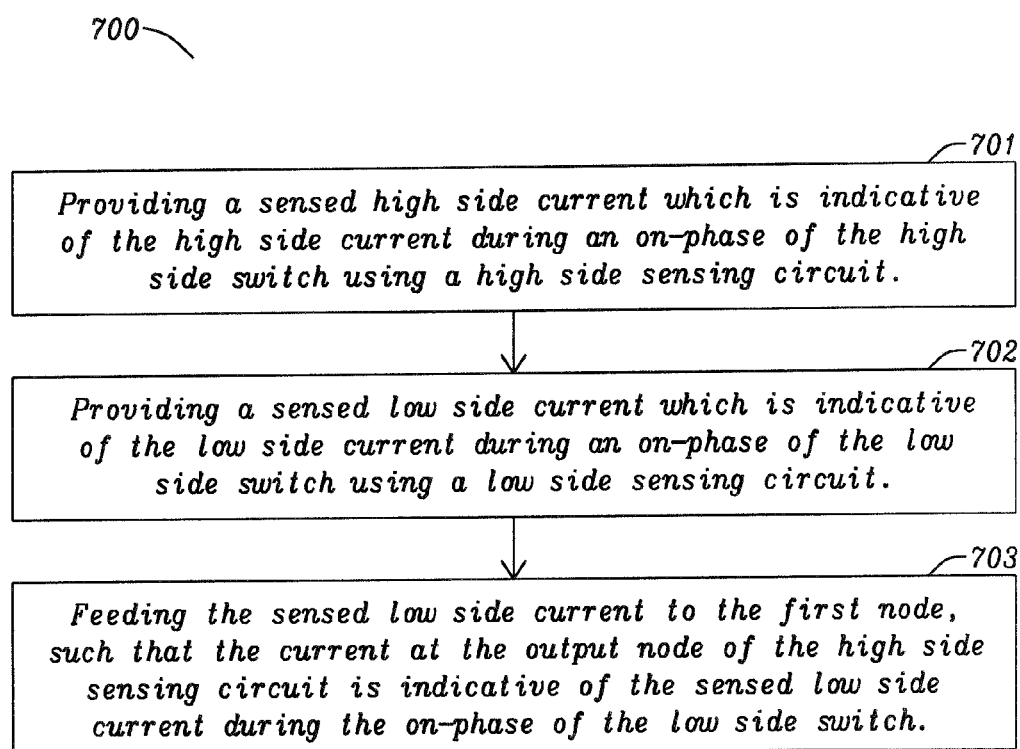 700
701
Providing a sensed high side current which is indicative
of the high side current during an on-phase of the high
side switch using a high side sensing circuit.
702
Providing a sensed low side current which is indicative
of the low side current during an on-phase of the low
side switch using a low side sensing circuit.
703
Feeding the sensed low side current to the first node,
such that the current at the output node of the high side
sensing circuit is indicative of the sensed low side
current during the on-phase of the low side switch.